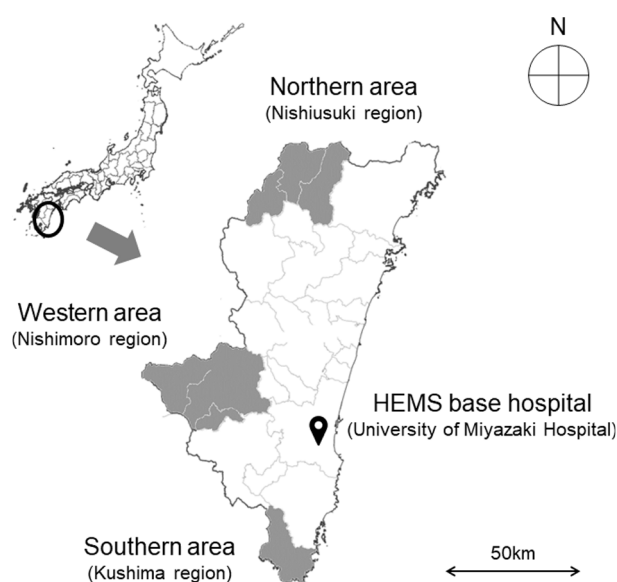 N
Northern area
(Nishiusuki region)
Western area
(Nishimoro region)
HEMS base hospital
(University of Miyazaki Hospital)
Southern area
(Kushima region)
50km